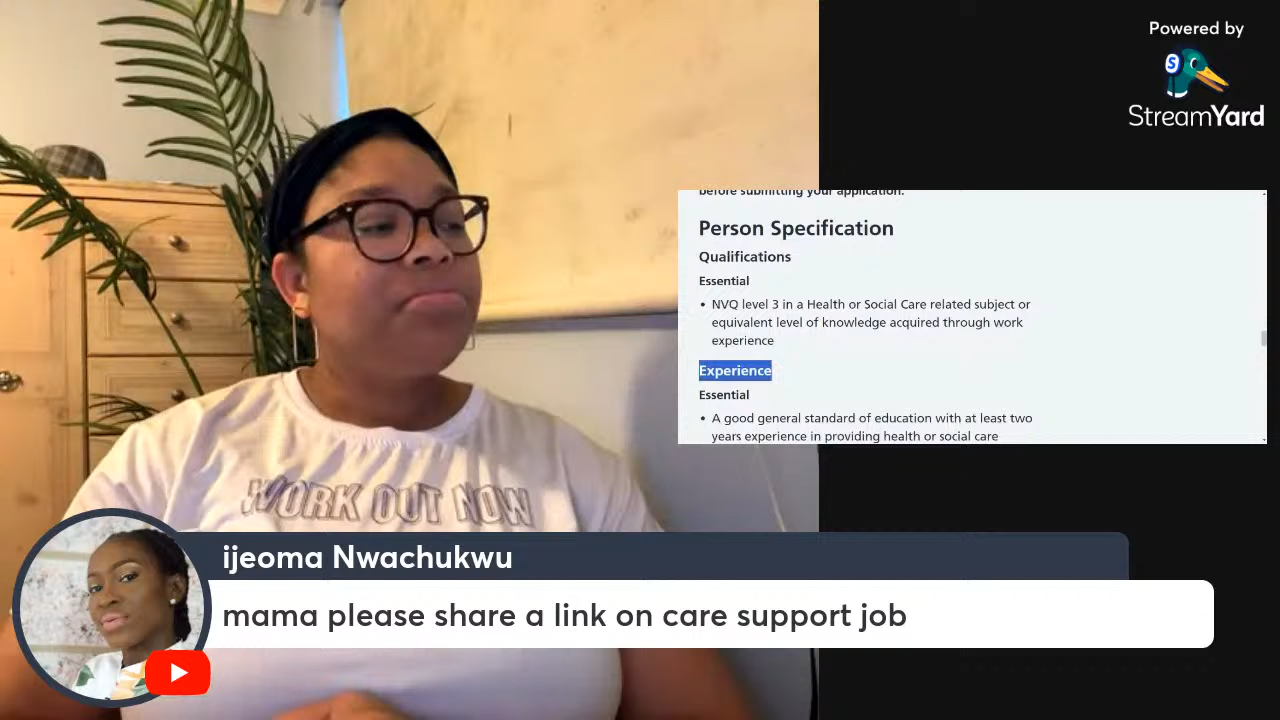 Powered by
StreamYard
before submitting your application.
Person Specification
Qualifications
Essential
• NVQ level 3 in a Health or Social Care related subject or
equivalent level of knowledge acquired through work
experience
Experience
Essential
• A good general standard of education with at least two
years experience in providing health or social care
WORK OUT NOW
ijeoma Nwachukwu
mama please share a link on care support job